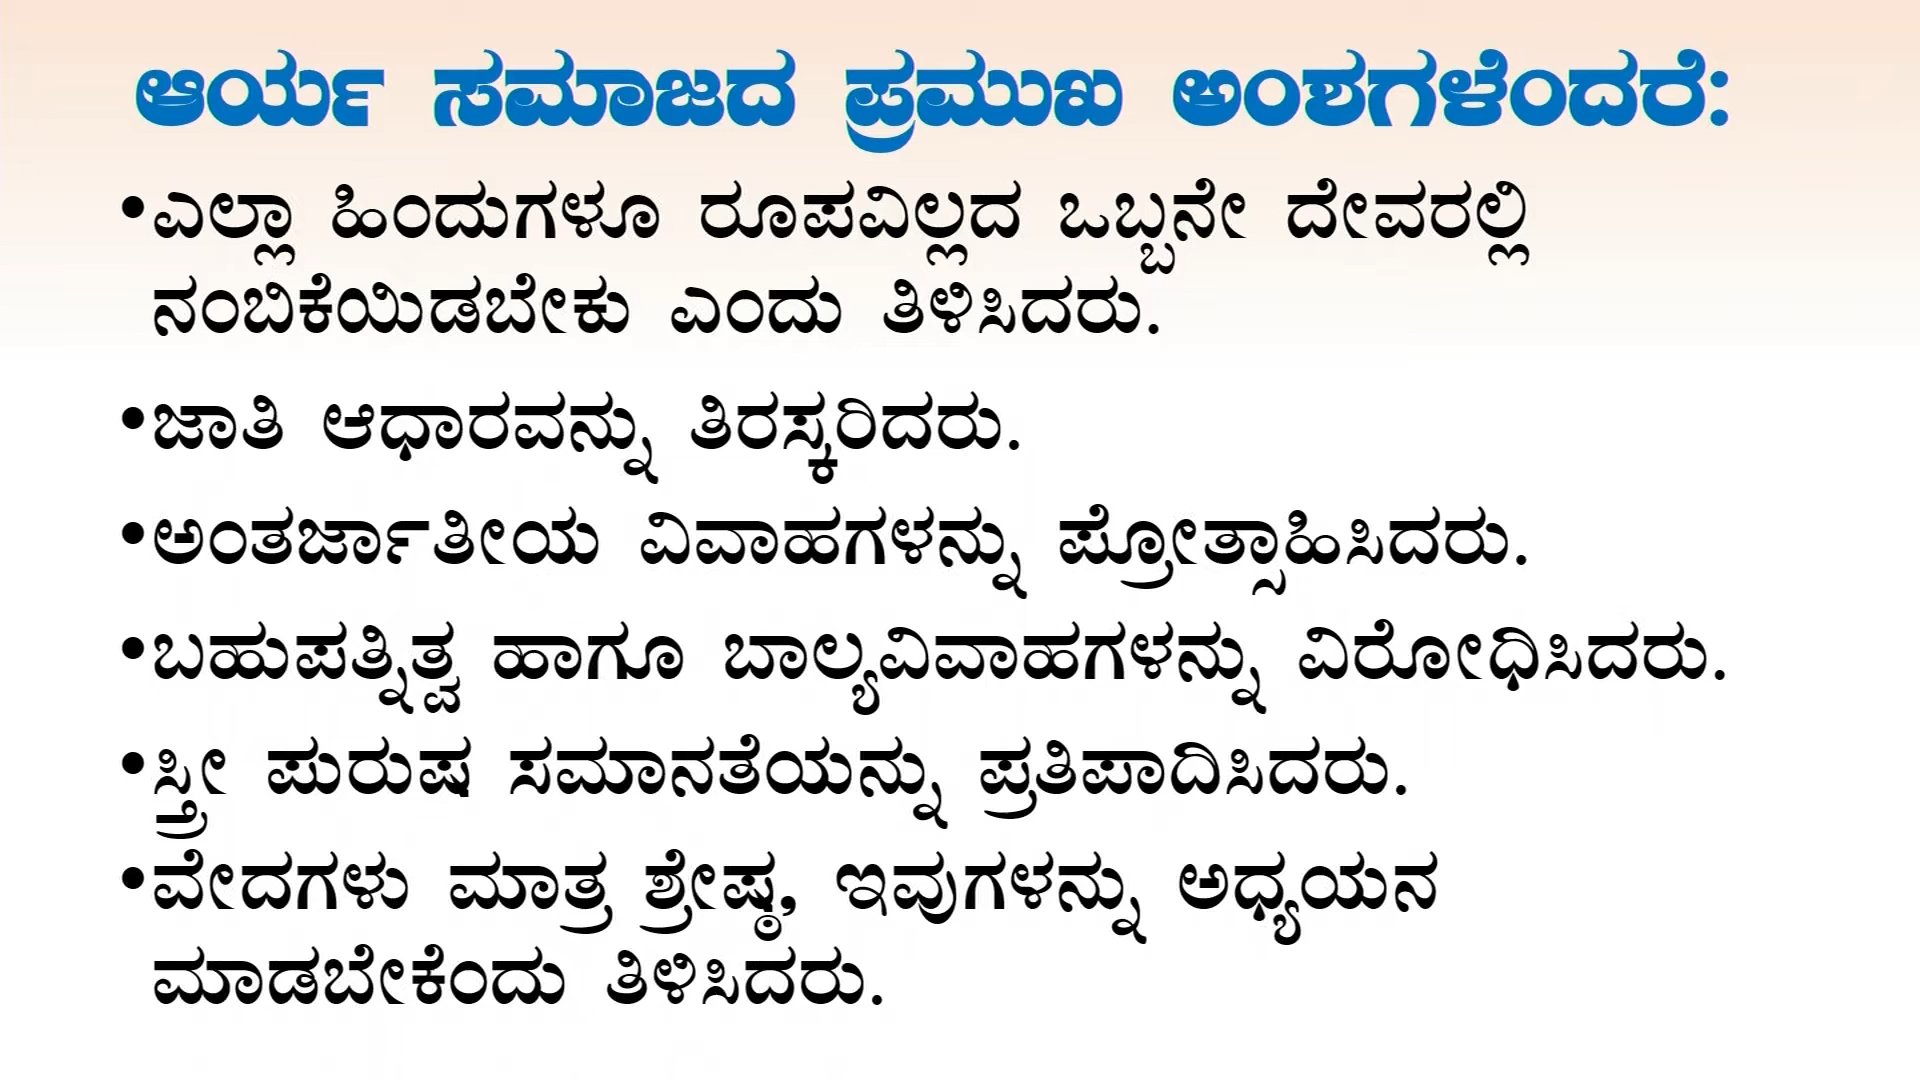 ಆರ್ಯ ಸಮಾಜದ ಪ್ರಮುಖ ಅಂಶಗಳೆಂದರೆ:
•ಎಲ್ಲಾ ಹಿಂದುಗಳೂ ರೂಪವಿಲ್ಲದ ಒಬ್ಬನೇ ದೇವರಲ್ಲಿ
ನಂಬಿಕೆಯಿಡಬೇಕು ಎಂದು ತಿಳಿಸಿದರು.
•ಜಾತಿ ಆಧಾರವನ್ನು ತಿರಸ್ಕರಿದರು.
•ಅಂತರ್ಜಾತೀಯ ವಿವಾಹಗಳನ್ನು ಪ್ರೋತ್ಸಾಹಿಸಿದರು.
•ಬಹುಪತ್ನಿತ್ವ ಹಾಗೂ ಬಾಲ್ಯವಿವಾಹಗಳನ್ನು ವಿರೋಧಿಸಿದರು.
•ಸ್ತ್ರೀ ಪುರುಷ ಸಮಾನತೆಯನ್ನು ಪ್ರತಿಪಾದಿಸಿದರು.
•ವೇದಗಳು ಮಾತ್ರ ಶ್ರೇಷ್ಠ, ಇವುಗಳನ್ನು ಅಧ್ಯಯನ
ಮಾಡಬೇಕೆಂದು ತಿಳಿಸಿದರು.